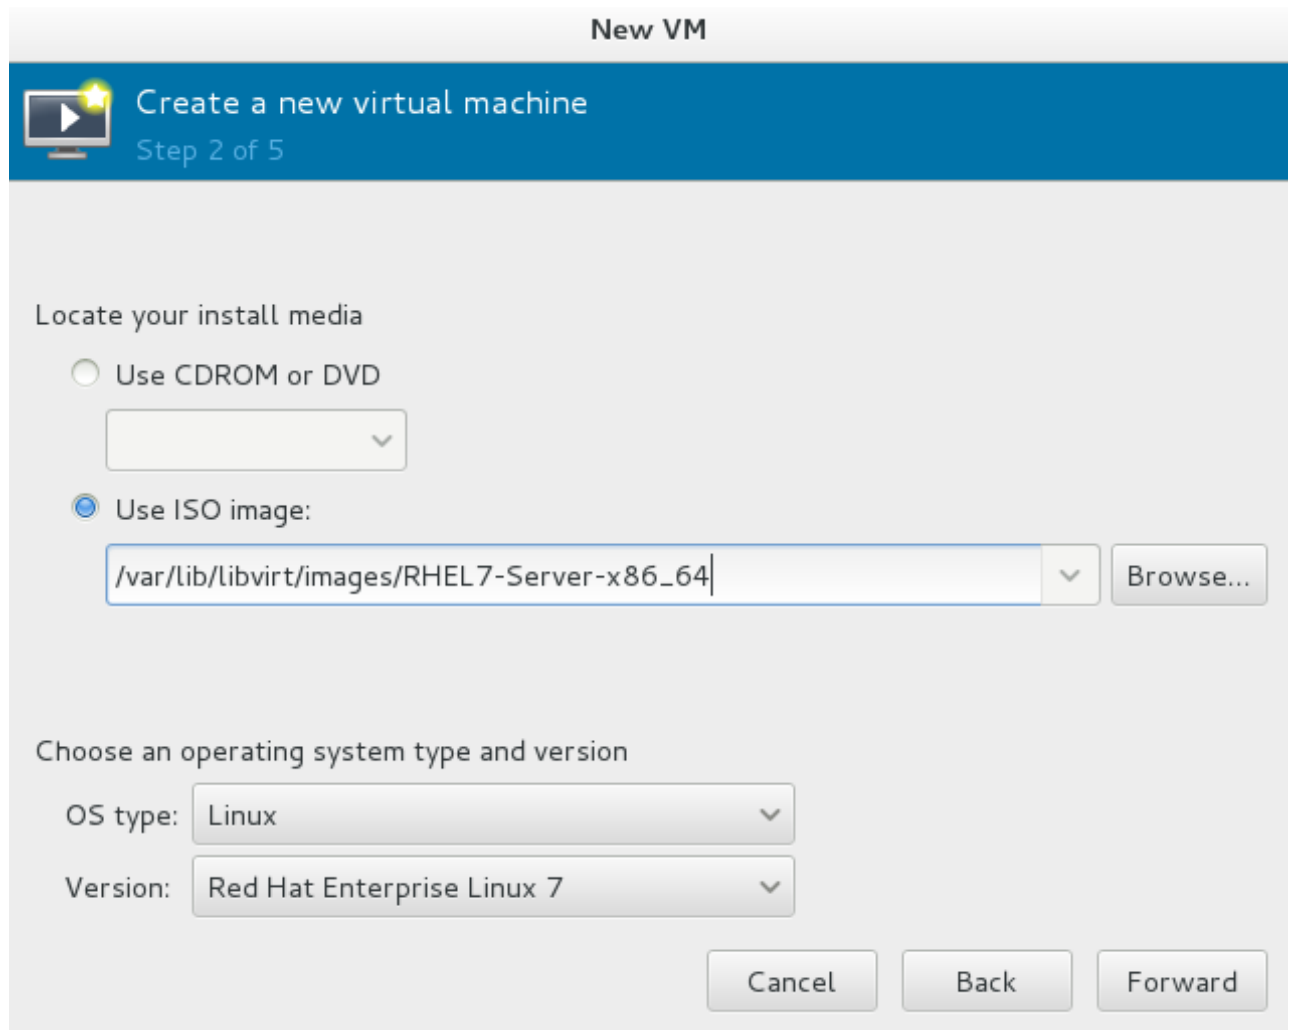 New VM
Create a new virtual machine
Step 2 of 5
Locate your install media
Use CDROM or DVD
Use ISO image:
/var/lib/libvirt/images/RHEL7-Server-x86_64
Browse...
Choose an operating system type and version
OS type: Linux
Version: Red Hat Enterprise Linux 7
Cancel Back Forward